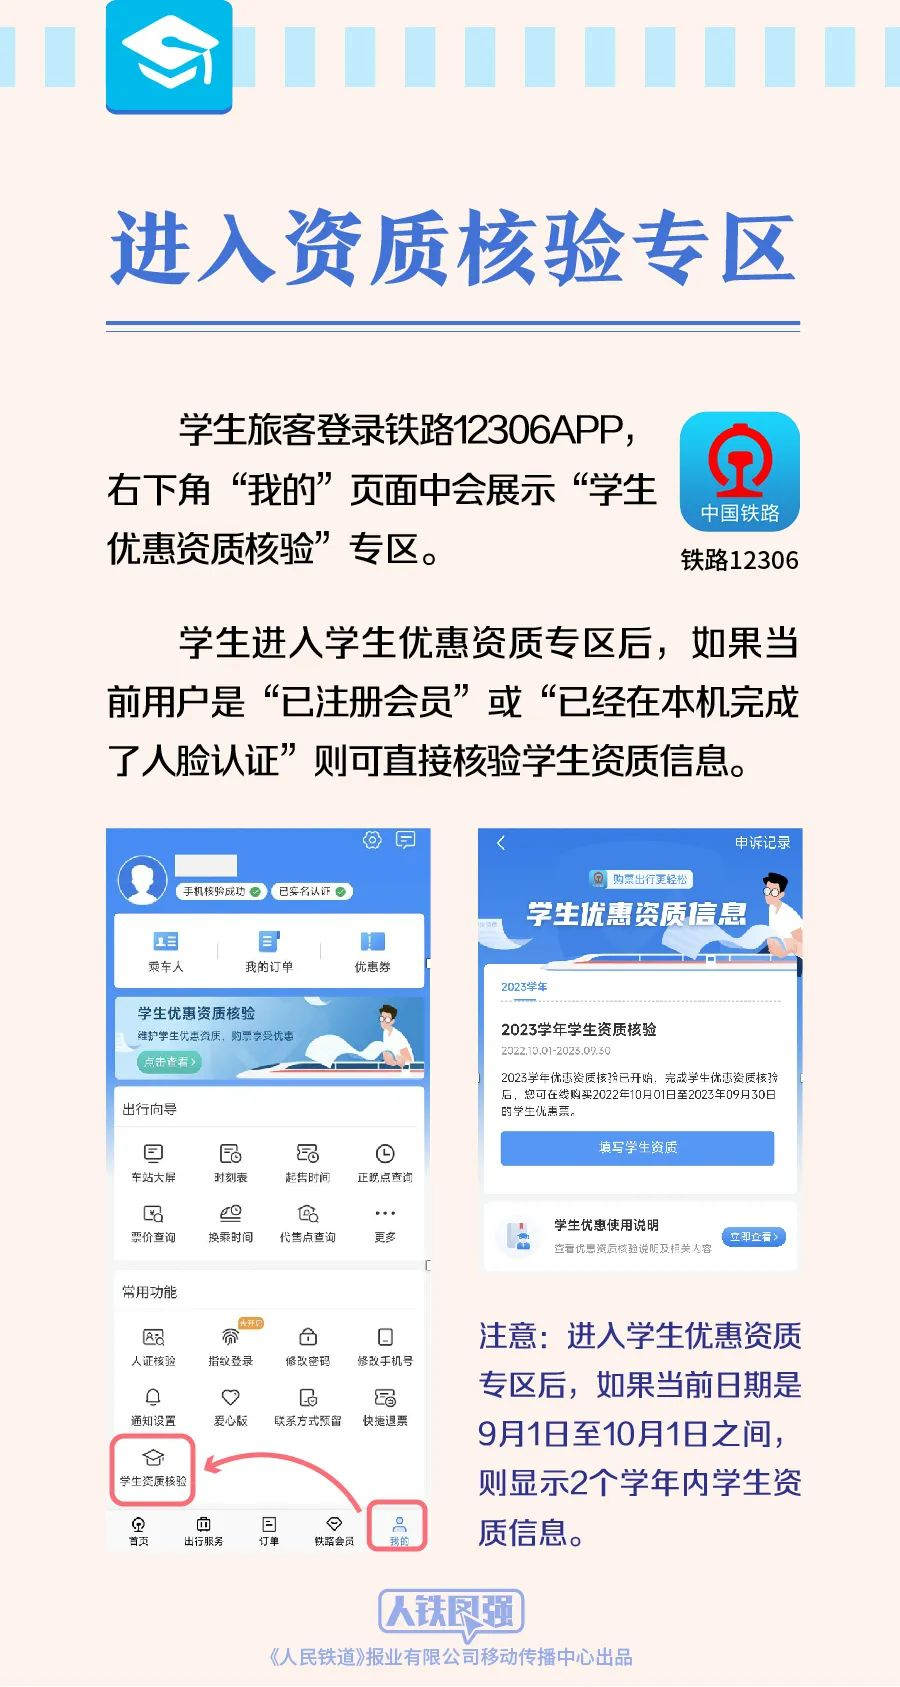 进入资质核验专区
学生旅客登录铁路12306APP，
右下角“我的”页面中会展示“学生
优惠资质核验”专区。
中国铁路
铁路12306
学生进入学生优惠资质专区后，如果当
前用户是“已注册会员”或“已经在本机完成
了人脸认证”则可直接核验学生资质信息。
手机核验成功 已实名认证
乘车人 我的订单 优惠券
学生优惠资质核验
维护学生优惠资质，购票享受优惠
点击查看>
出行向导
车站大屏 时刻表 起售时间 正晚点查询
票价查询 换乘时间 代售点查询 更多
常用功能
去开启
人证核验 指纹登录 修改密码 修改手机号
通知设置 爱心版 联系方式预留 快捷退票
学生资质核验
首页 出行服务 订单 铁路会员 我的
申诉记录
购票出行更轻松
学生优惠资质信息
2023学年
2023学年学生资质核验
2022.10.01-2023.09.30
2023学年优惠资质核验已开始，完成学生优惠资质核验
后，您可在线购买2022年10月01日至2023年09月30日
的学生优惠票。
填写学生资质
学生优惠使用说明
查看优惠资质核验说明及相关内容
立即查看>
注意：进入学生优惠资质
专区后，如果当前日期是
9月1日至10月1日之间，
则显示2个学年内学生资
质信息。
人铁图强
《人民铁道》报业有限公司移动传播中心出品